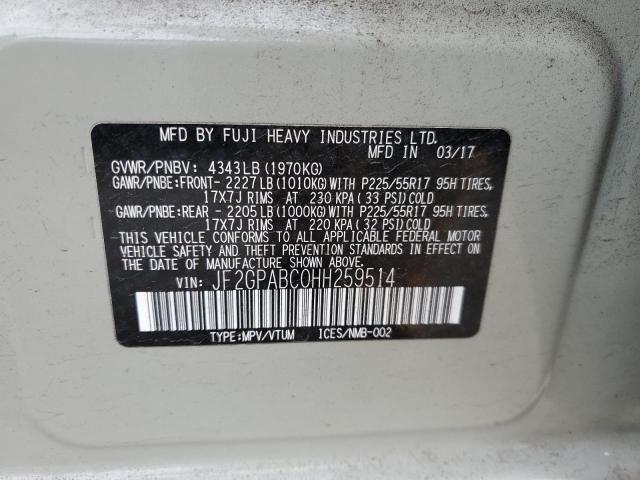 MFD BY FUJI HEAVY INDUSTRIES LTD.
MFD IN 03/17
GVWR/PNBV: 4343LB (1970KG)
GAWR/PNBE:FRONT- 2227LB (1010KG) WITH P225/55R17 95H TIRES,
17X7J RIMS AT 230 KPA (33 PSI) COLD
GAWR/PNBE:REAR - 2205LB (1000KG) WITH P225/55R17 95H TIRES,
17X7J RIMS AT 220 KPA (32 PSI) COLD
THIS VEHICLE CONFORMS TO ALL APPLICABLE FEDERAL MOTOR
VEHICLE SAFETY AND THEFT PREVENTION STANDARDS IN EFFECT ON
THE DATE OF MANUFACTURE SHOWN ABOVE.
VIN: JF2GPABC0HH259514
TYPE:MPV/VTUM ICES/NMB-002